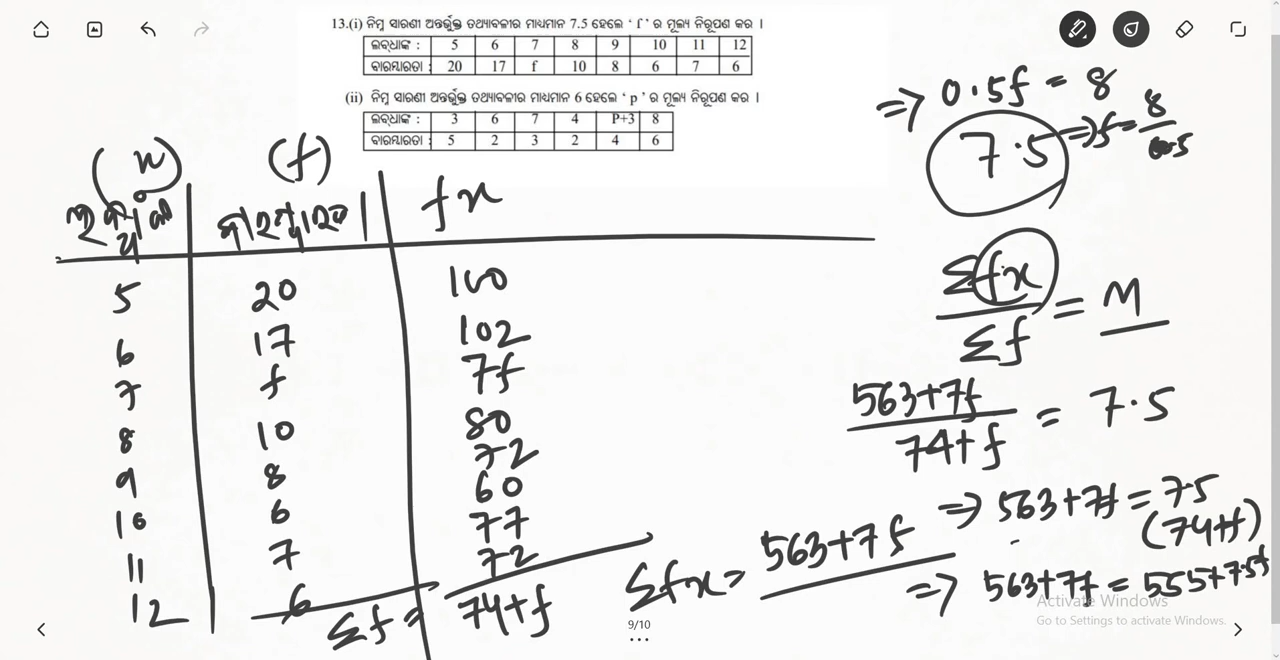 13.(i) ନିମ୍ନ ସାରଣୀ ଅନ୍ତର୍ଭୁକ୍ତ ତଥ୍ୟାବଳୀର ମାଧ୍ୟମାନ 7.5 ହେଲେ ‘ f ’ ର ମୂଲ୍ୟ ନିରୂପଣ କର ।
ଲବ୍ଧାଙ୍କ : 5 6 7 8 9 10 11 12
ବାରମ୍ବାରତା : 20 17 f 10 8 6 7 6
(ii) ନିମ୍ନ ସାରଣୀ ଅନ୍ତର୍ଭୁକ୍ତ ତଥ୍ୟାବଳୀର ମାଧ୍ୟମାନ 6 ହେଲେ ‘ p ’ ର ମୂଲ୍ୟ ନିରୂପଣ କର ।
ଲବ୍ଧାଙ୍କ : 3 6 7 4 P+3 8
ବାରମ୍ବାରତା : 5 2 3 2 4 6
(x) (f) fx
5 20 100
6 17 102
7 f 7f
8 10 80
9 8 72
10 6 60
11 7 77
12 6 72
Σf = 74+f
Σfx = 563+7f
=> 0.5f = 8
7.5 => f = 8/0.5
Σfx/Σf = M
563+7f/74+f = 7.5
=> 563+7f = 7.5
(74+f)
=> 563+7f = 555+7.5f
Activate Windows
Go to Settings to activate Windows.
9/10